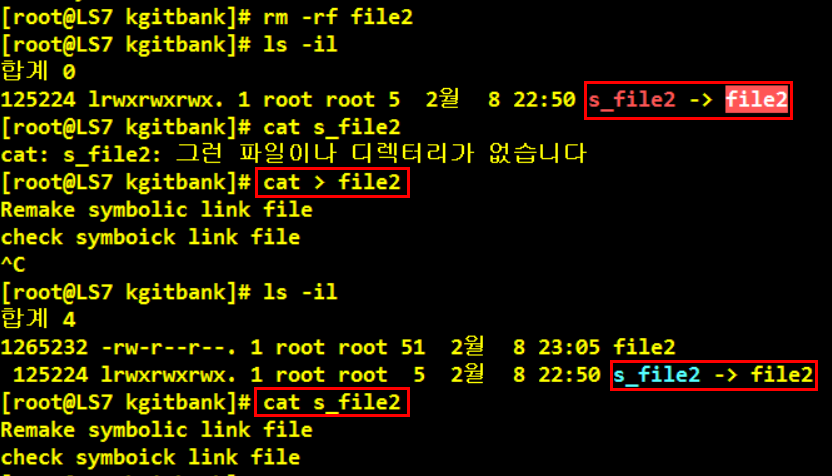 [root@LS7 kgitbank]# rm -rf file2
[root@LS7 kgitbank]# ls -il
합계 0
125224 lrwxrwxrwx. 1 root root 5  2월  8 22:50 s_file2 -> file2
[root@LS7 kgitbank]# cat s_file2
cat: s_file2: 그런 파일이나 디렉터리가 없습니다
[root@LS7 kgitbank]# cat > file2
Remake symbolic link file
check symboick link file
^C
[root@LS7 kgitbank]# ls -il
합계 4
1265232 -rw-r--r--. 1 root root 51  2월  8 23:05 file2
 125224 lrwxrwxrwx. 1 root root  5  2월  8 22:50 s_file2 -> file2
[root@LS7 kgitbank]# cat s_file2
Remake symbolic link file
check symboick link file